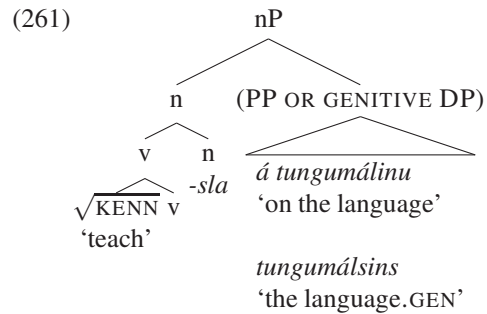 (261) nP
n (PP OR GENITIVE DP)
v n á tungumálinu
√KENN v -sla 'on the language'
'teach'
tungumálsins
'the language.GEN'